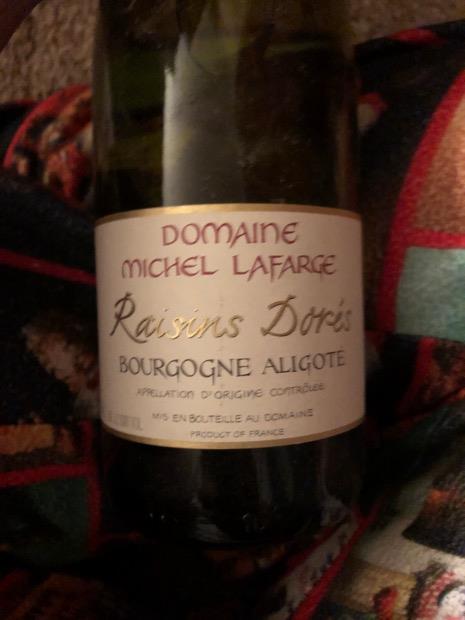 DOMAINE
MICHEL LAFARGE
Raisins Dorés
BOURGOGNE ALIGOTÉ
APPELLATION D'ORIGINE CONTRÔLÉE
MIS EN BOUTEILLE AU DOMAINE
PRODUCT OF FRANCE